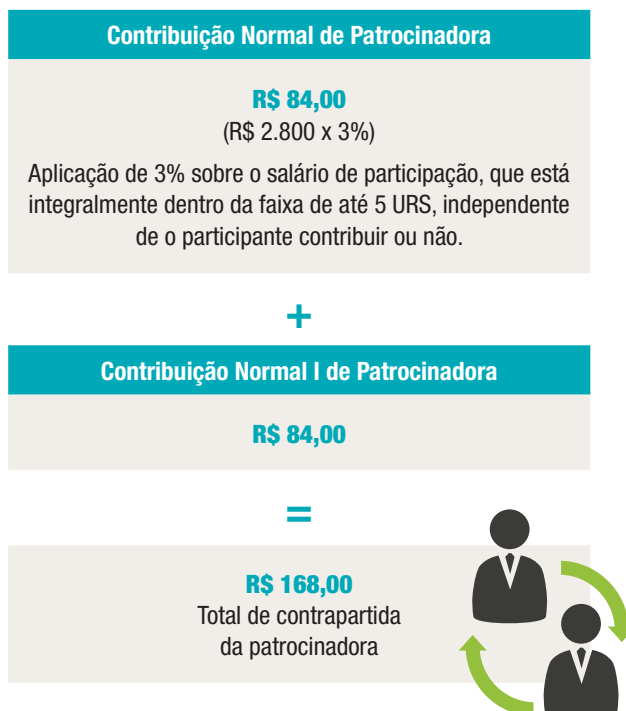 Contribuição Normal de Patrocinadora
R$ 84,00
(R$ 2.800 x 3%)
Aplicação de 3% sobre o salário de participação, que está
integralmente dentro da faixa de até 5 URS, independente
de o participante contribuir ou não.
+
Contribuição Normal I de Patrocinadora
R$ 84,00
=
R$ 168,00
Total de contrapartida
da patrocinadora